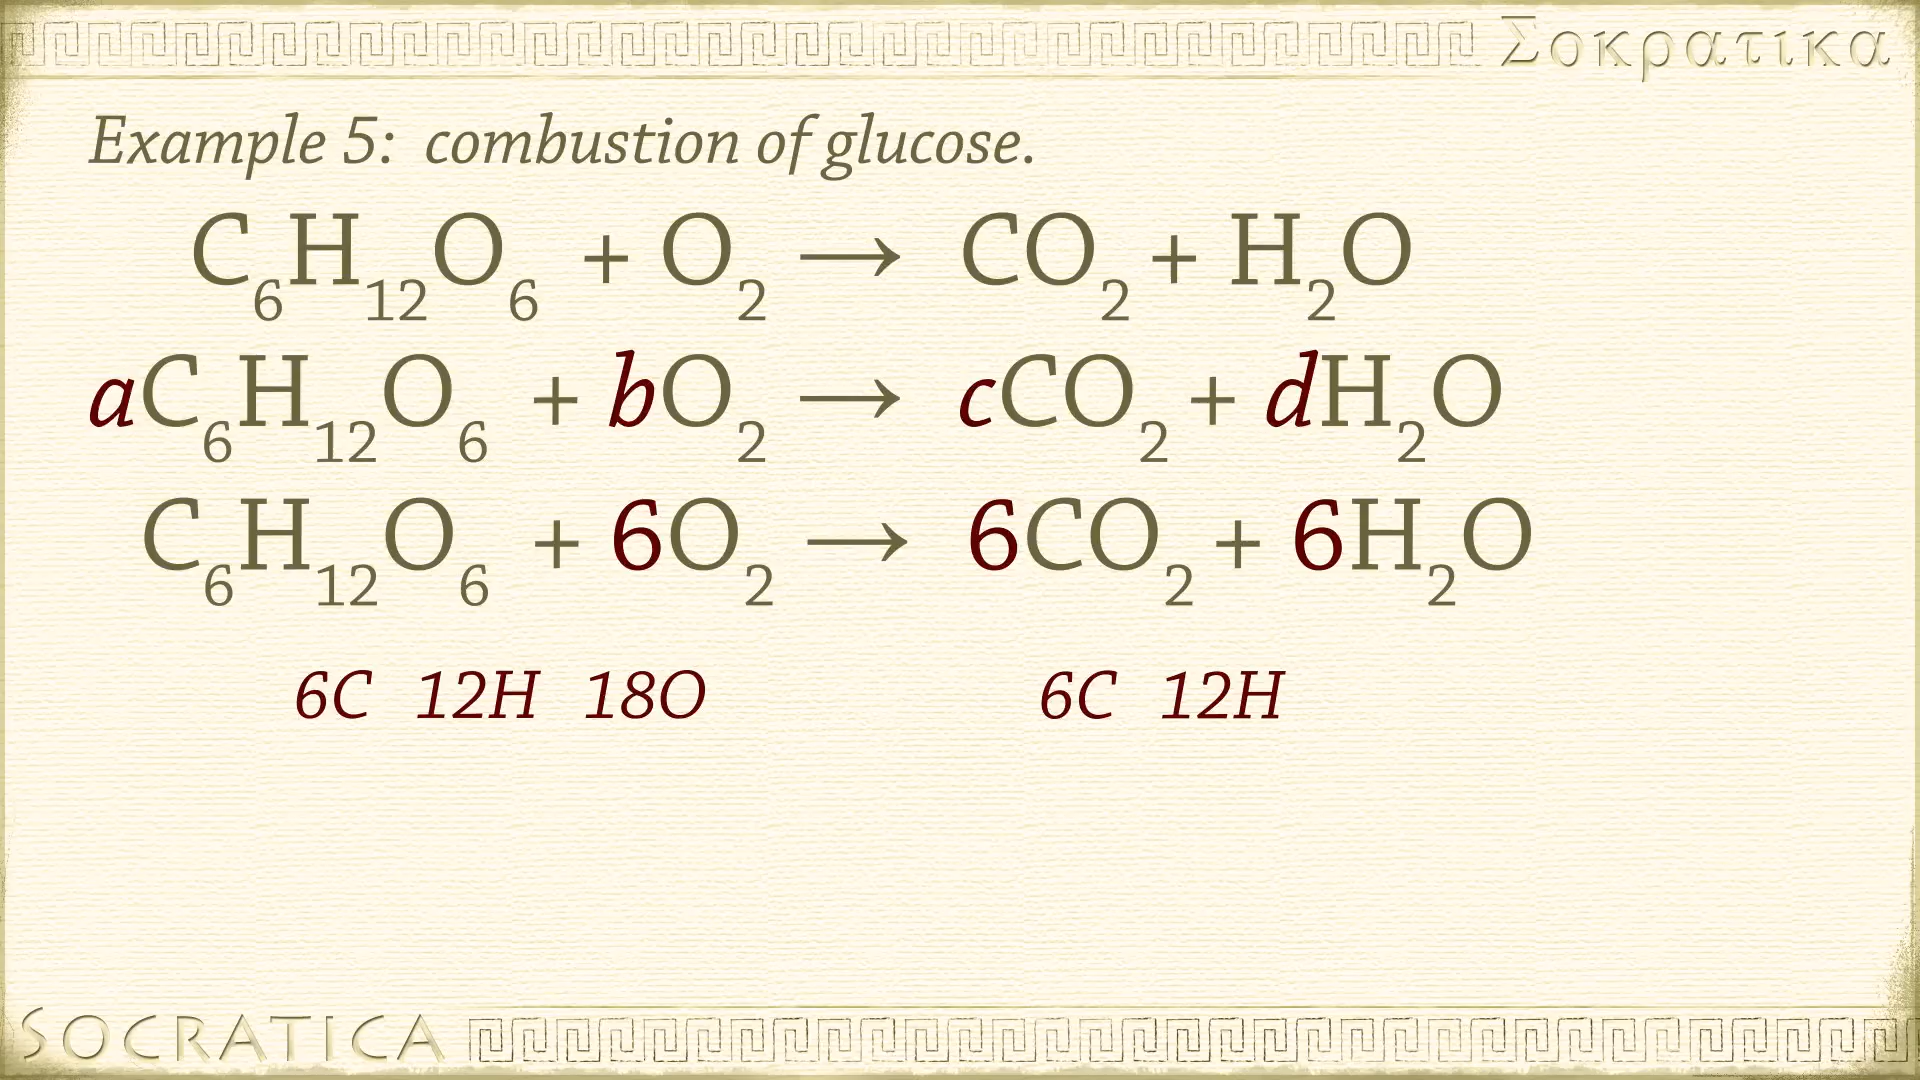 Σοκρατικα
Example 5: combustion of glucose.
C₆H₁₂O₆ + O₂ → CO₂ + H₂O
aC₆H₁₂O₆ + bO₂ → cCO₂ + dH₂O
C₆H₁₂O₆ + 6O₂ → 6CO₂ + 6H₂O
6C 12H 18O 6C 12H
SOCRATICA